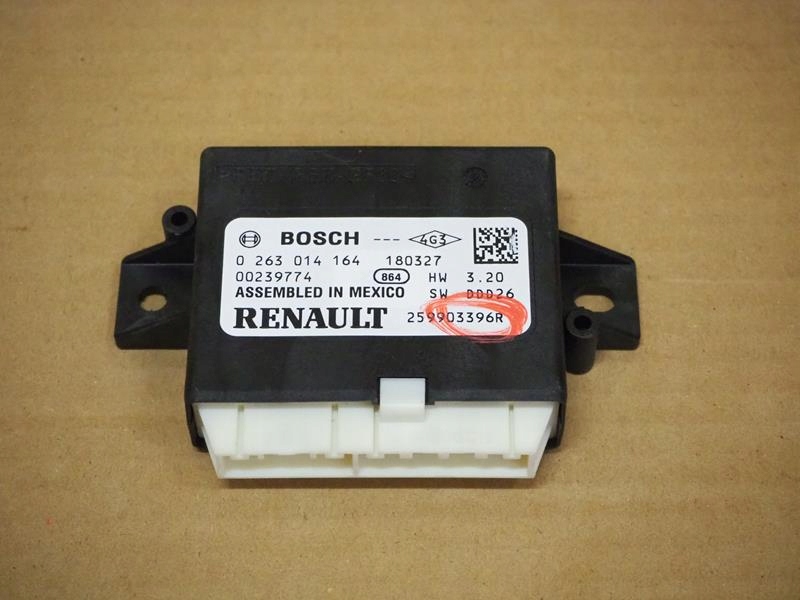 BOSCH --- 4G3
0 263 014 164 180327
00239774 864 HW 3.20
ASSEMBLED IN MEXICO SW DDD26
RENAULT 259903396R